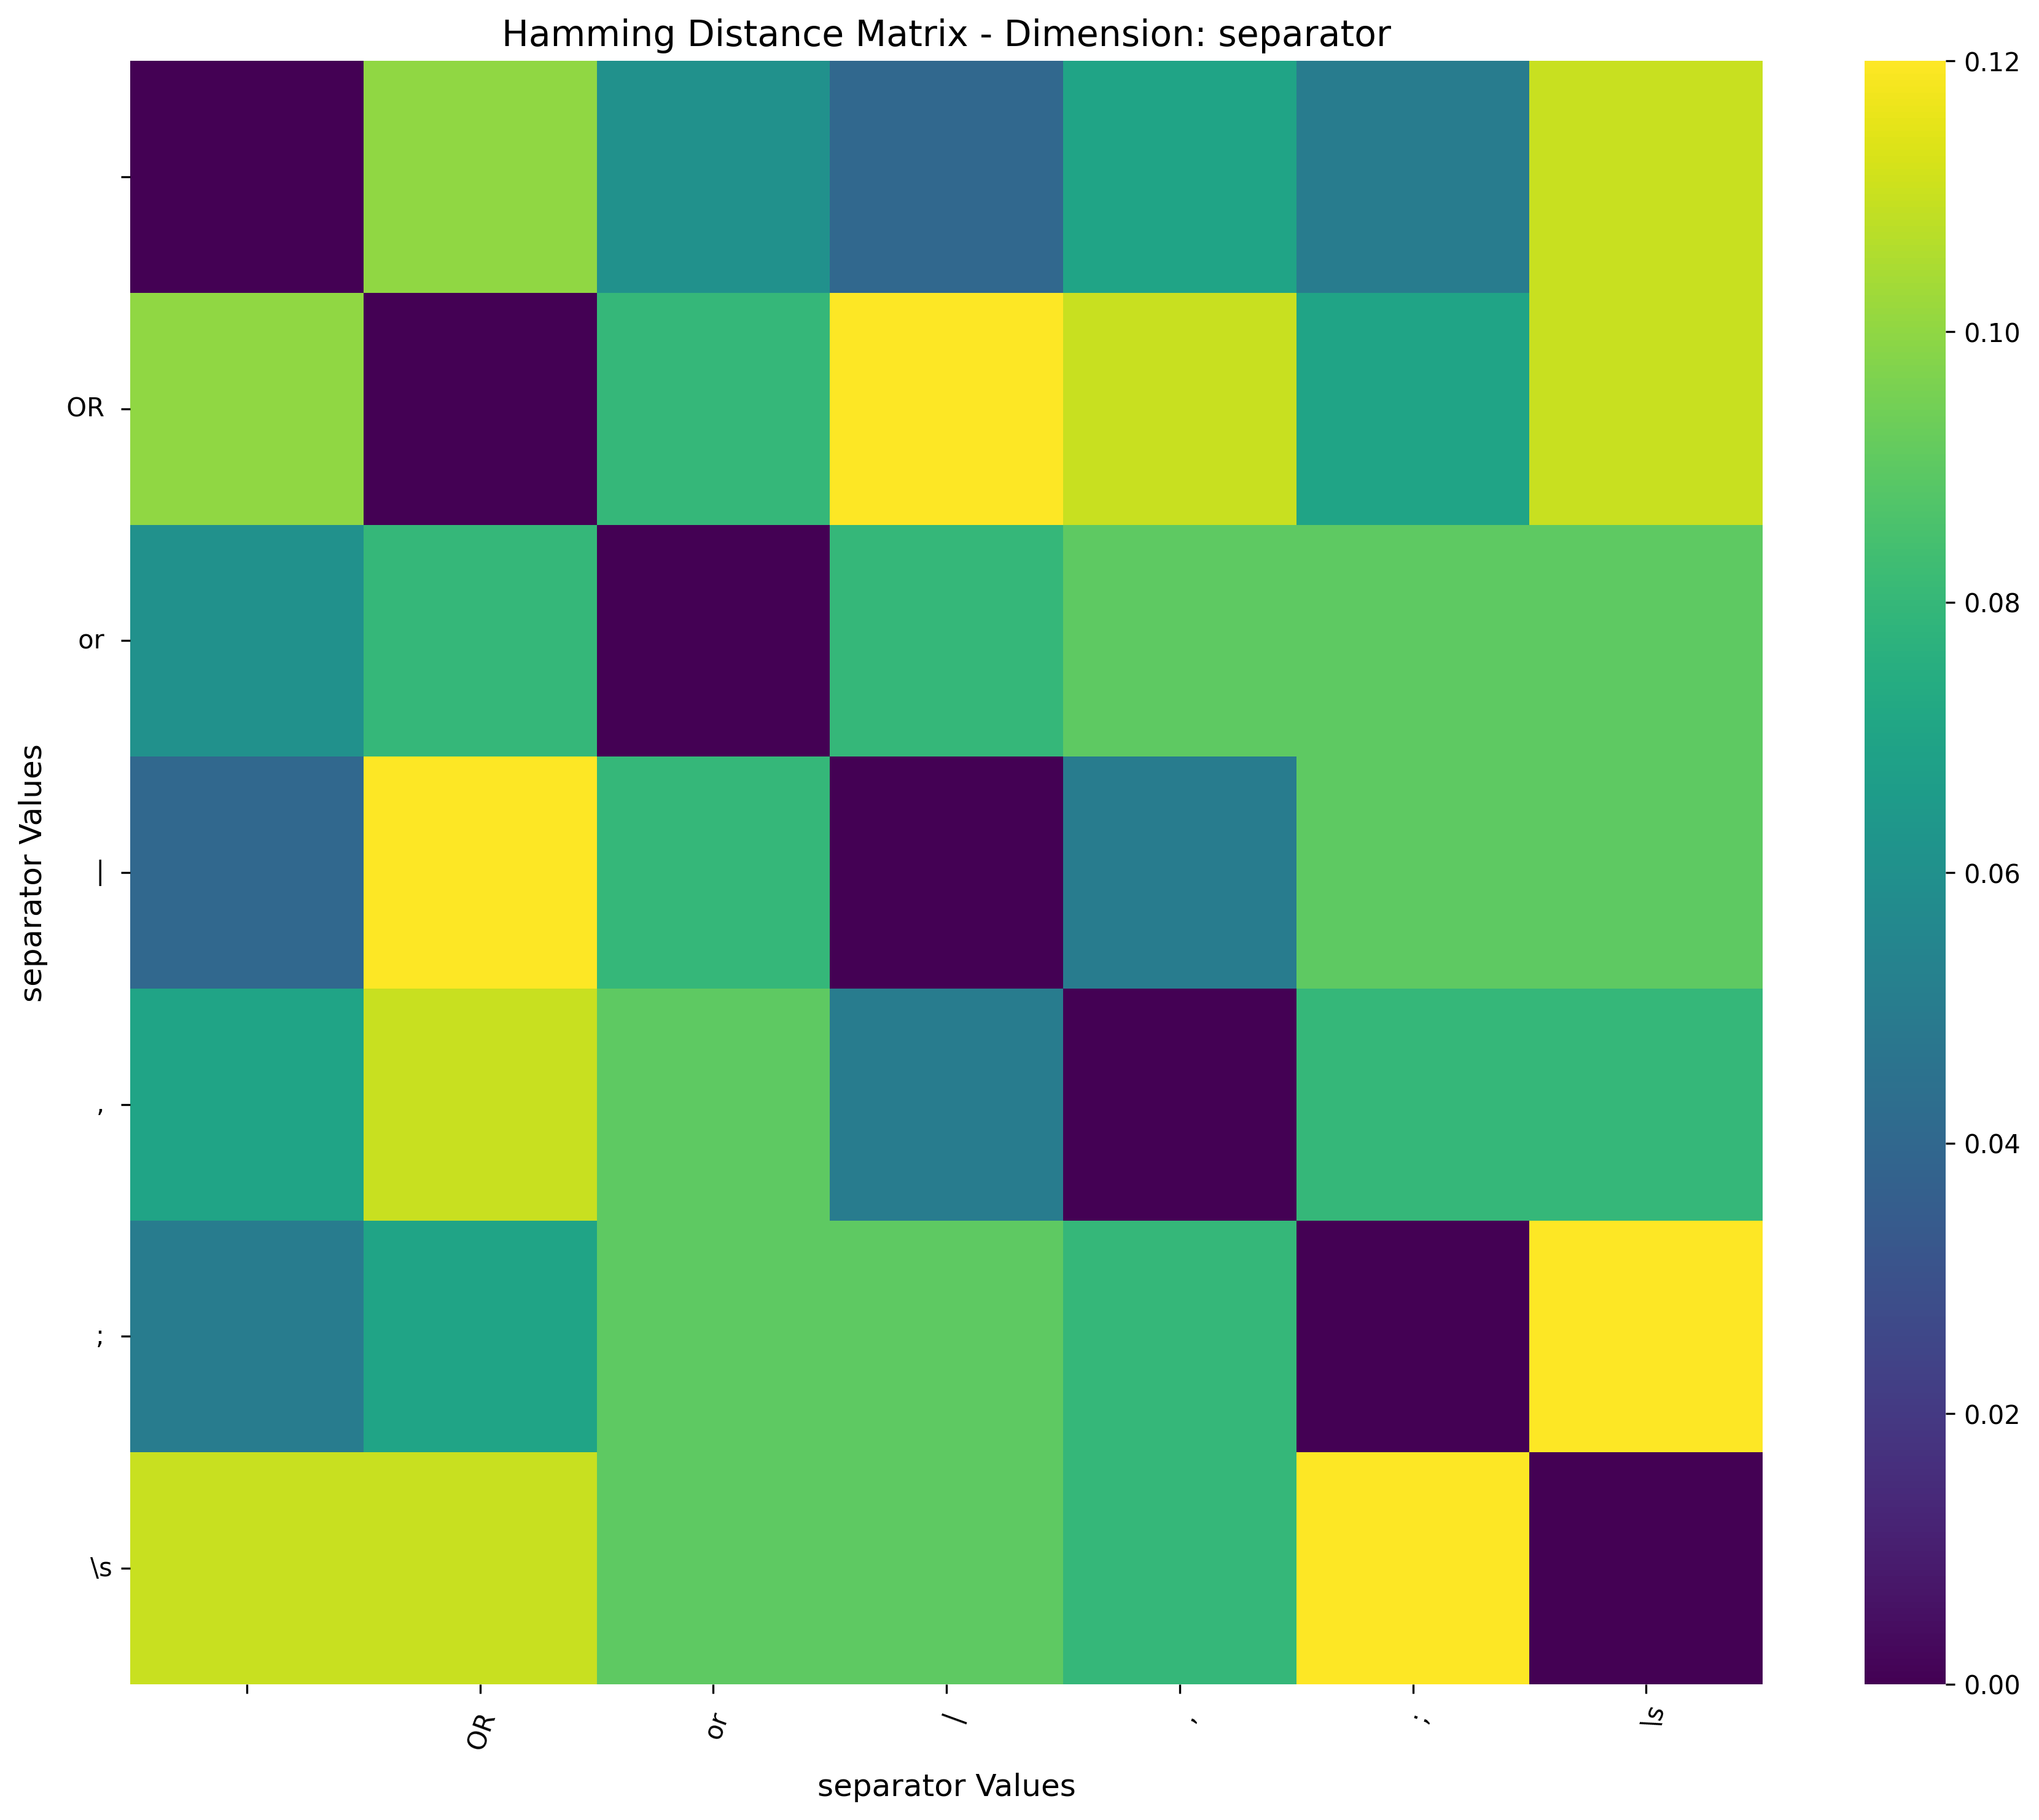 Hamming Distance Matrix - Dimension: separator
OR
or
|
,
;
\s
separator Values
OR
or
|
,
;
\s
separator Values
0.12
0.10
0.08
0.06
0.04
0.02
0.00